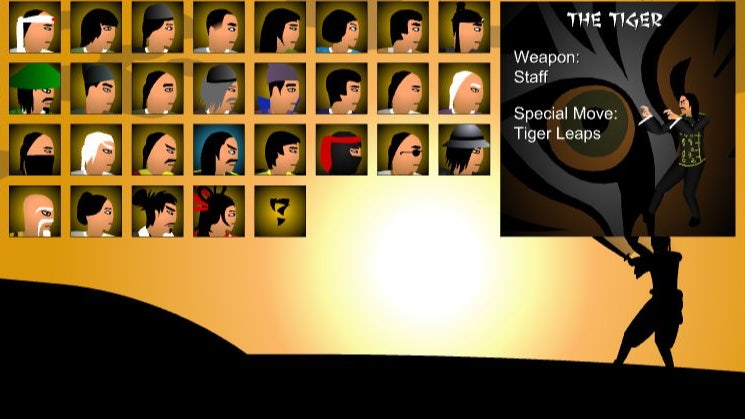 THE TIGER
Weapon:
Staff
Special Move:
Tiger Leaps
?